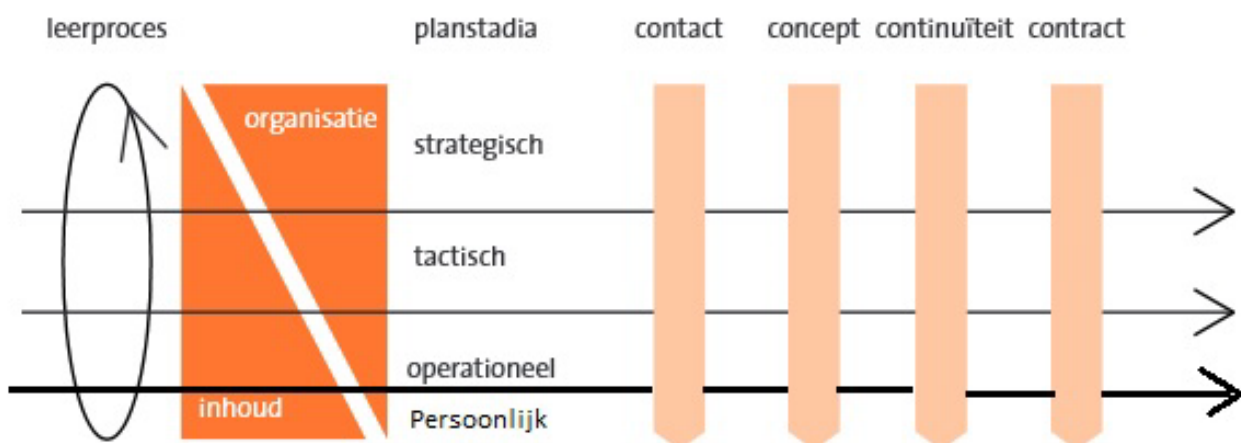 leerproces planstadia contact concept continuïteit contract
organisatie
strategisch
tactisch
operationeel
inhoud
Persoonlijk